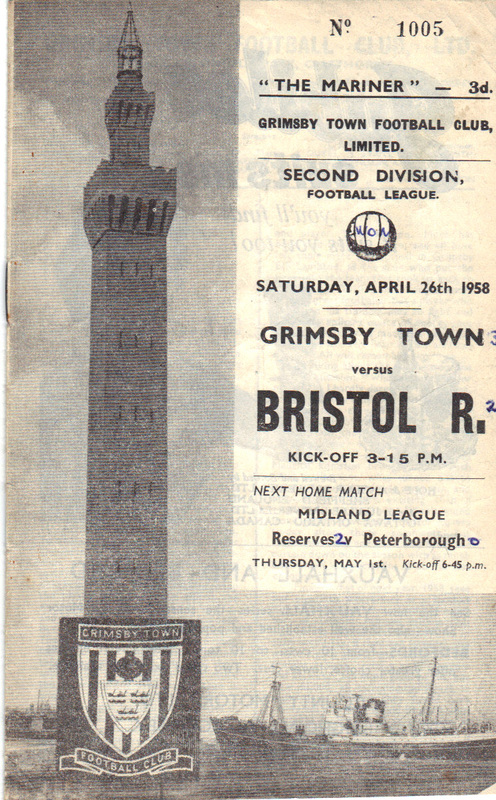 Nº 1005
"THE MARINER" — 3d.
GRIMSBY TOWN FOOTBALL CLUB,
LIMITED.
SECOND DIVISION,
FOOTBALL LEAGUE.
WON
SATURDAY, APRIL 26th 1958
GRIMSBY TOWN 3
versus
BRISTOL R. 2
KICK-OFF 3-15 P.M.
NEXT HOME MATCH
MIDLAND LEAGUE
Reserves 2 v Peterborough 0
THURSDAY, MAY 1st. Kick-off 6-45 p.m.
GRIMSBY TOWN
FOOTBALL CLUB